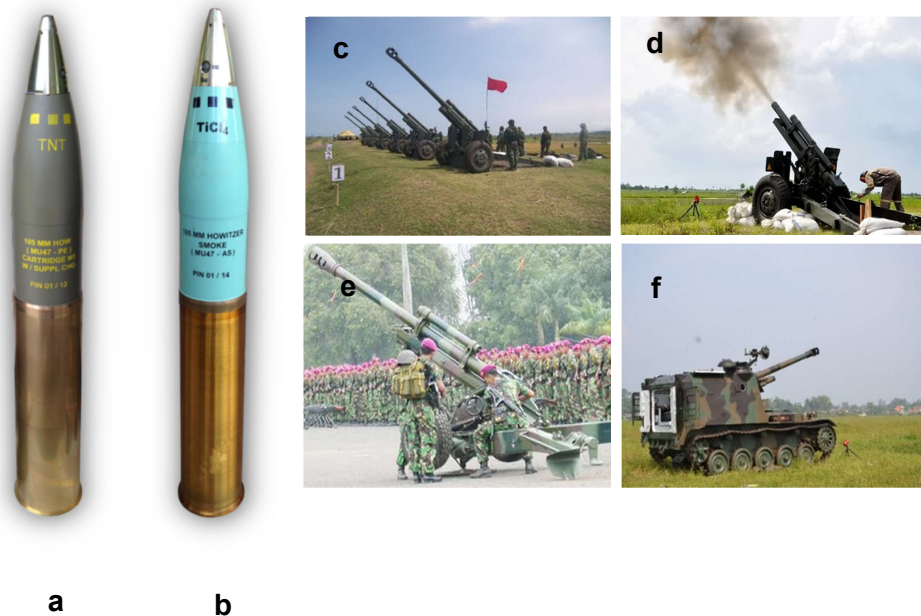 TNT
105 MM HOW
( MU47 - PE )
CARTRIDGE MK
W / SUPPL CHG
PIN 01 / 13
TiCl4
105 MM HOWITZER
SMOKE
( MU47 - AS )
PIN 01 / 14
a
b
c
1
d
e
f